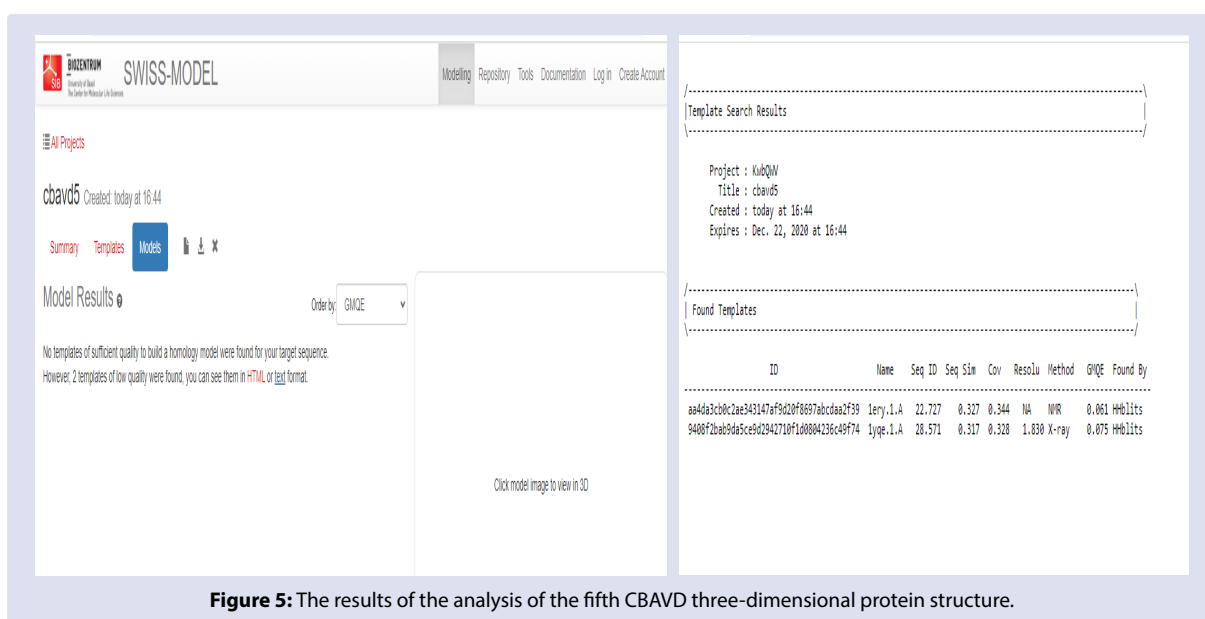 SIB
BIOZENTRUM
University of Basel
The Center for Molecular Life Sciences
SWISS-MODEL
Modelling Repository Tools Documentation Log in Create Account
All Projects
cbavd5 Created: today at 16:44
Summary Templates Models
Model Results
Order by: GMQE
No templates of sufficient quality to build a homology model were found for your target sequence.
However, 2 templates of low quality were found, you can see them in HTML or text format.
Click model image to view in 3D
/---\
|Template Search Results |
\---/
Project : KwbQWV
Title : cbavd5
Created : today at 16:44
Expires : Dec. 22, 2020 at 16:44
/---\
| Found Templates |
\---/
ID Name Seq ID Seq Sim Cov Resolu Method GMQE Found By
aa4da3cb0c2ae343147af9d20f8697abcdaa2f39 1ery.1.A 22.727 0.327 0.344 NA NMR 0.061 HHblits
9408f2bab9da5ce9d2942710f1d0804236c49f74 1yqe.1.A 28.571 0.317 0.328 1.830 X-ray 0.075 HHblits
Figure 5: The results of the analysis of the fifth CBAVD three-dimensional protein structure.